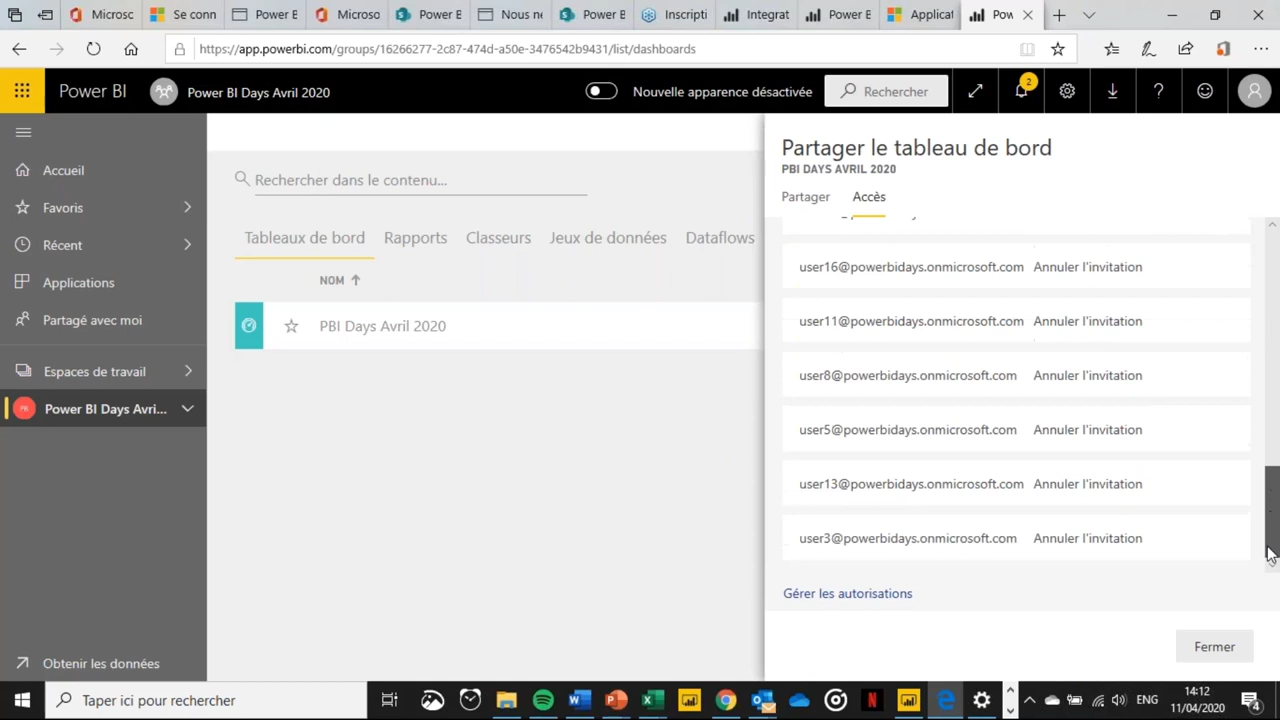 Microsc
Se conn
Power B
Microso
Power B
Nous ne
Power B
Inscripti
Integrat
Power B
Applicat
Pow
https://app.powerbi.com/groups/16266277-2c87-474d-a50e-3476542b9431/list/dashboards
Power BI
Power BI Days Avril 2020
Nouvelle apparence désactivée
Rechercher
2
Accueil
Favoris
Récent
Applications
Partagé avec moi
Espaces de travail
PB
Power BI Days Avri...
Obtenir les données
Rechercher dans le contenu...
Tableaux de bord
Rapports
Classeurs
Jeux de données
Dataflows
NOM
PBI Days Avril 2020
Partager le tableau de bord
PBI DAYS AVRIL 2020
Partager
Accès
user16@powerbidays.onmicrosoft.com Annuler l'invitation
user11@powerbidays.onmicrosoft.com Annuler l'invitation
user8@powerbidays.onmicrosoft.com Annuler l'invitation
user5@powerbidays.onmicrosoft.com Annuler l'invitation
user13@powerbidays.onmicrosoft.com Annuler l'invitation
user3@powerbidays.onmicrosoft.com Annuler l'invitation
Gérer les autorisations
Fermer
Taper ici pour rechercher
ENG
14:12
11/04/2020
4